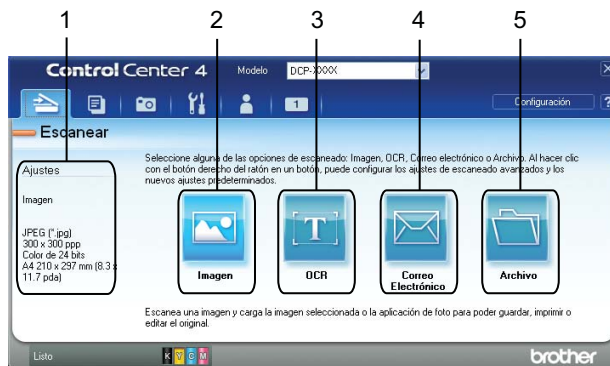 1 2 3 4 5
Control Center 4 Modelo DCP-XXXX
1 Configuración ?
Escanear
Ajustes
Imagen
JPEG (*.jpg)
300 x 300 ppp
Color de 24 bits
A4 210 x 297 mm (8.3 x
11.7 pda)
Seleccione alguna de las opciones de escaneado: Imagen, OCR, Correo electrónico o Archivo. Al hacer clic
con el botón derecho del ratón en un botón, puede configurar los ajustes de escaneado avanzados y los
nuevos ajustes predeterminados.
T
Imagen OCR Correo Electrónico Archivo
Escanea una imagen y carga la imagen seleccionada o la aplicación de foto para poder guardar, imprimir o
editar el original.
Listo K Y C M brother